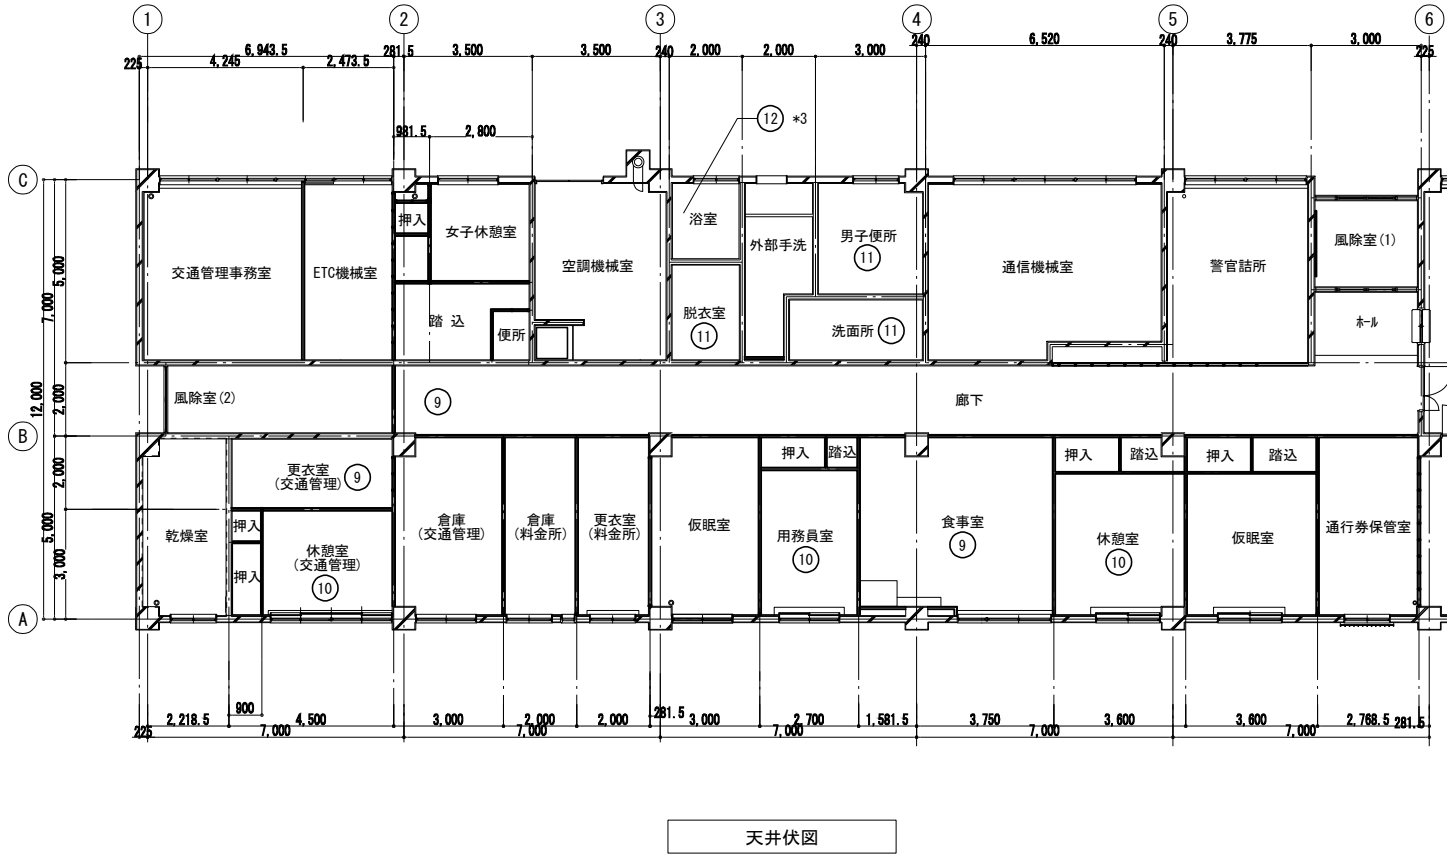 1
2
3
4
5
6
6,943.5
281.5
3,500
3,500
240
2,000
2,000
3,000
240
6,520
240
3,775
3,000
225
225
4,245
2,473.5
981.5
2,800
12
*3
C
押入
女子休憩室
浴室
外部手洗
男子便所
11
風除室(1)
交通管理事務室
ETC機械室
空調機械室
通信機械室
警官詰所
踏 込
便所
脱衣室
11
洗面所
11
ホール
5,000
7,000
12,000
2,000
風除室(2)
9
廊下
B
2,000
5,000
3,000
更衣室
(交通管理)
9
押入
踏込
押入
踏込
押入
踏込
乾燥室
押入
押入
休憩室
(交通管理)
10
倉庫
(交通管理)
倉庫
(料金所)
更衣室
(料金所)
仮眠室
用務員室
10
食事室
9
休憩室
10
仮眠室
通行券保管室
A
900
2,218.5
4,500
3,000
2,000
2,000
281.5
3,000
2,700
1,581.5
3,750
3,600
3,600
2,768.5
281.5
225
7,000
7,000
7,000
7,000
7,000
天井伏図